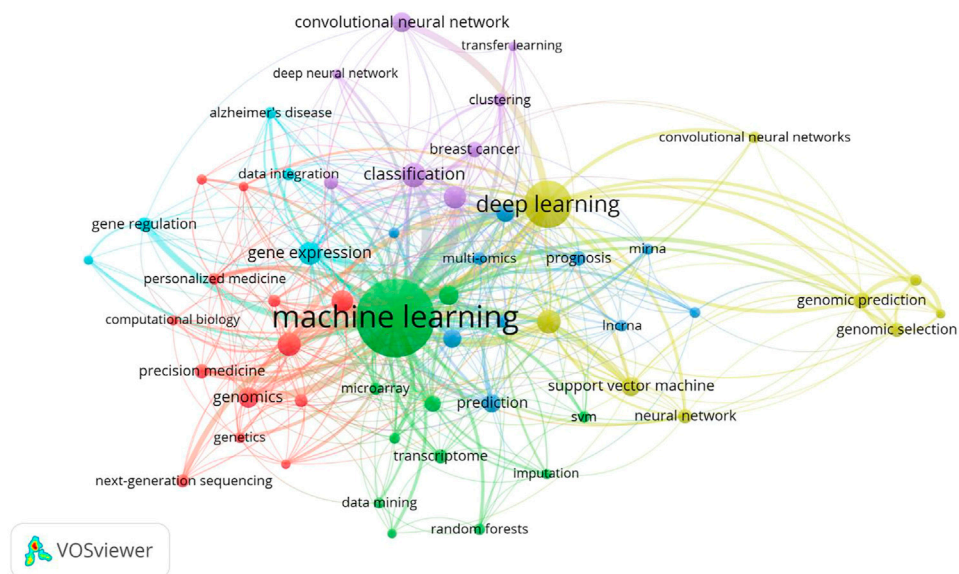 convolutional neural network
transfer learning
deep neural network
clustering
alzheimer's disease
convolutional neural networks
breast cancer
data integration
classification
deep learning
gene regulation
gene expression
multi-omics
prognosis
mirna
personalized medicine
genomic prediction
machine learning
computational biology
lncrna
genomic selection
precision medicine
microarray
support vector machine
genomics
prediction
svm
neural network
genetics
transcriptome
next-generation sequencing
imputation
data mining
random forests
VOSviewer